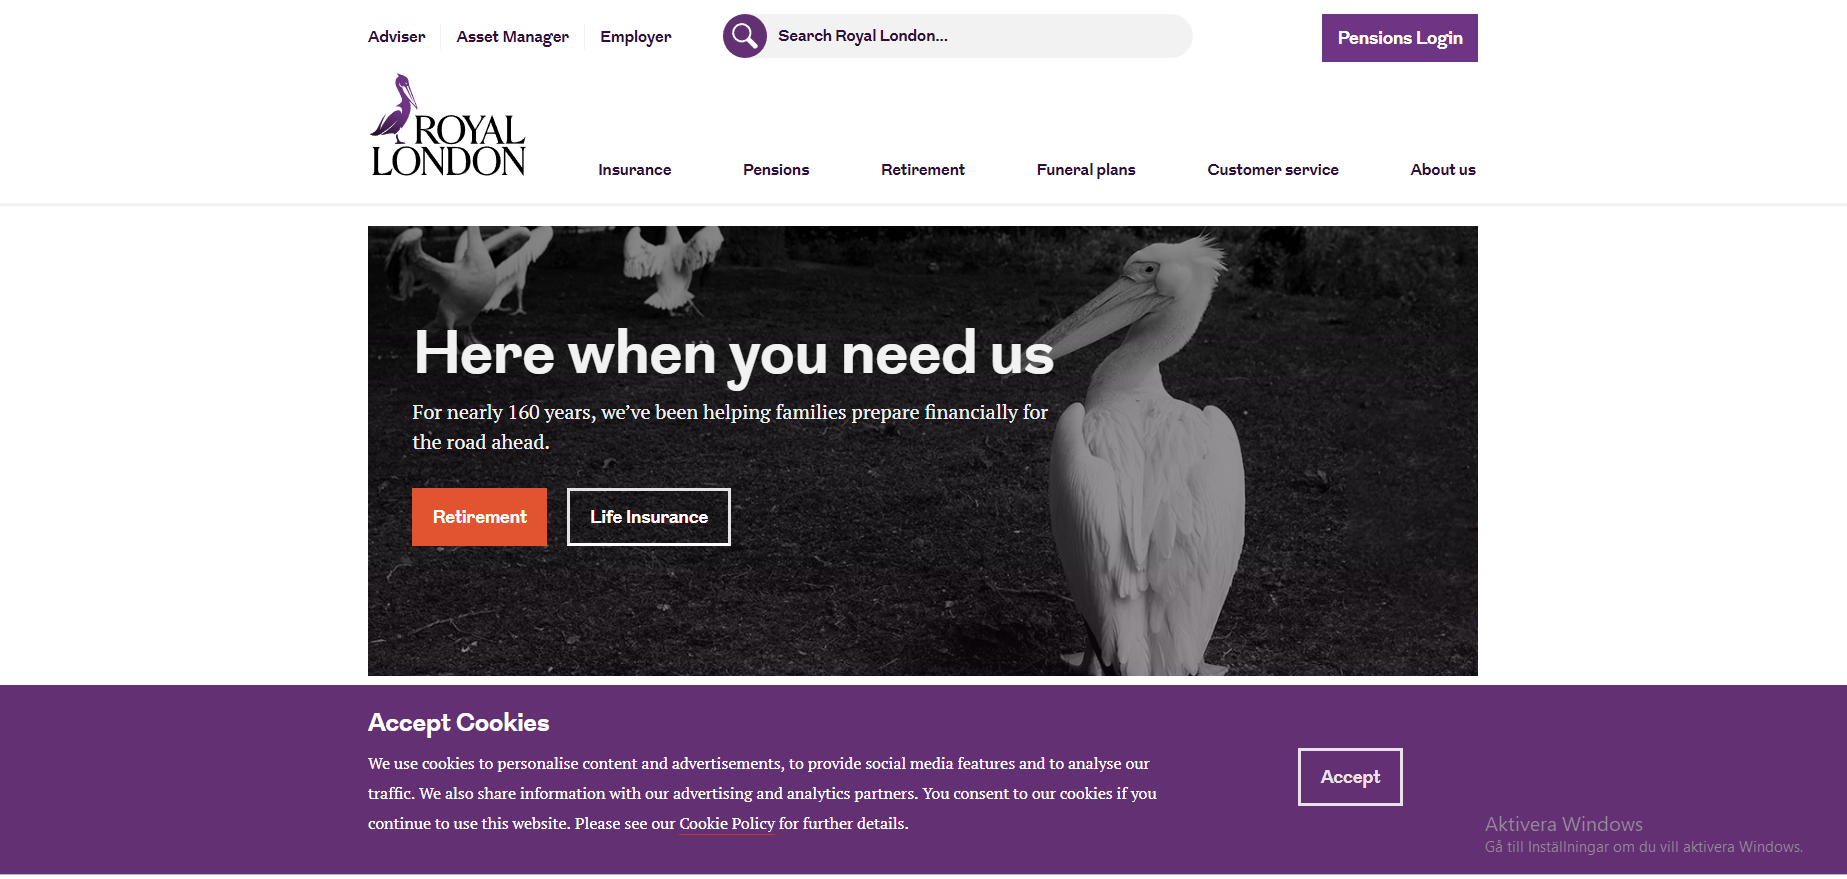 Adviser
Asset Manager
Employer
Search Royal London...
Pensions Login
ROYAL
LONDON
Insurance
Pensions
Retirement
Funeral plans
Customer service
About us
Here when you need us
For nearly 160 years, we’ve been helping families prepare financially for
the road ahead.
Retirement
Life Insurance
Accept Cookies
We use cookies to personalise content and advertisements, to provide social media features and to analyse our
traffic. We also share information with our advertising and analytics partners. You consent to our cookies if you
continue to use this website. Please see our Cookie Policy for further details.
Accept
Aktivera Windows
Gå till Inställningar om du vill aktivera Windows.